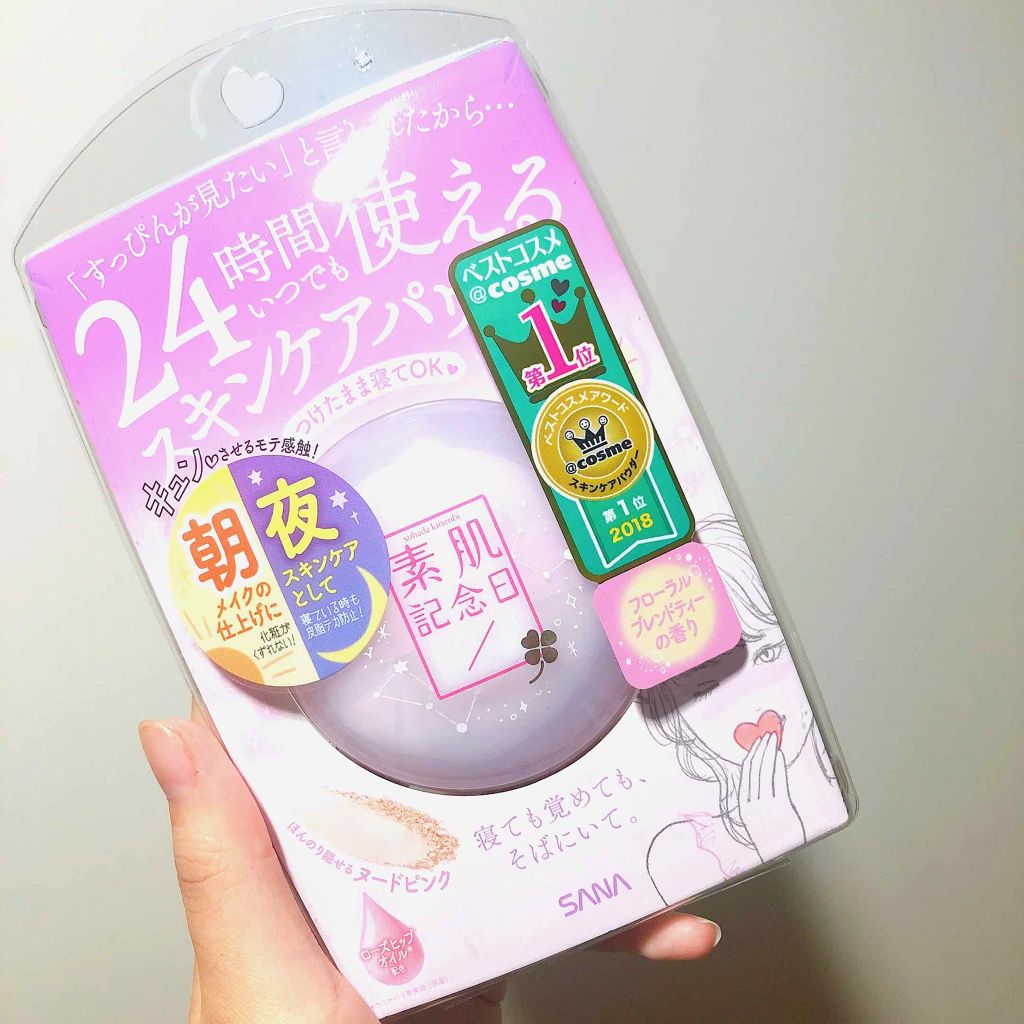 「すっぴんが見たい」と言われたから…
24時間
いつでも
使える
スキンケアパウ
つけたまま寝てOK
キュンさせるモテ感触！
朝
メイクの
仕上げに
化粧が
くずれない！
夜
スキンケア
として
寝ている時も
皮脂テカ防止！
ベストコスメ
@cosme
第1位
ベストコスメアワード
@cosme
スキンケアパウダー
第1位
2018
suhada kinenbi
素肌
記念日
フローラル
ブレンドティー
の香り
寝ても覚めても、
そばにいて。
ほんのり隠せる ヌードピンク
SANA
ローズヒップ
オイル*
配合